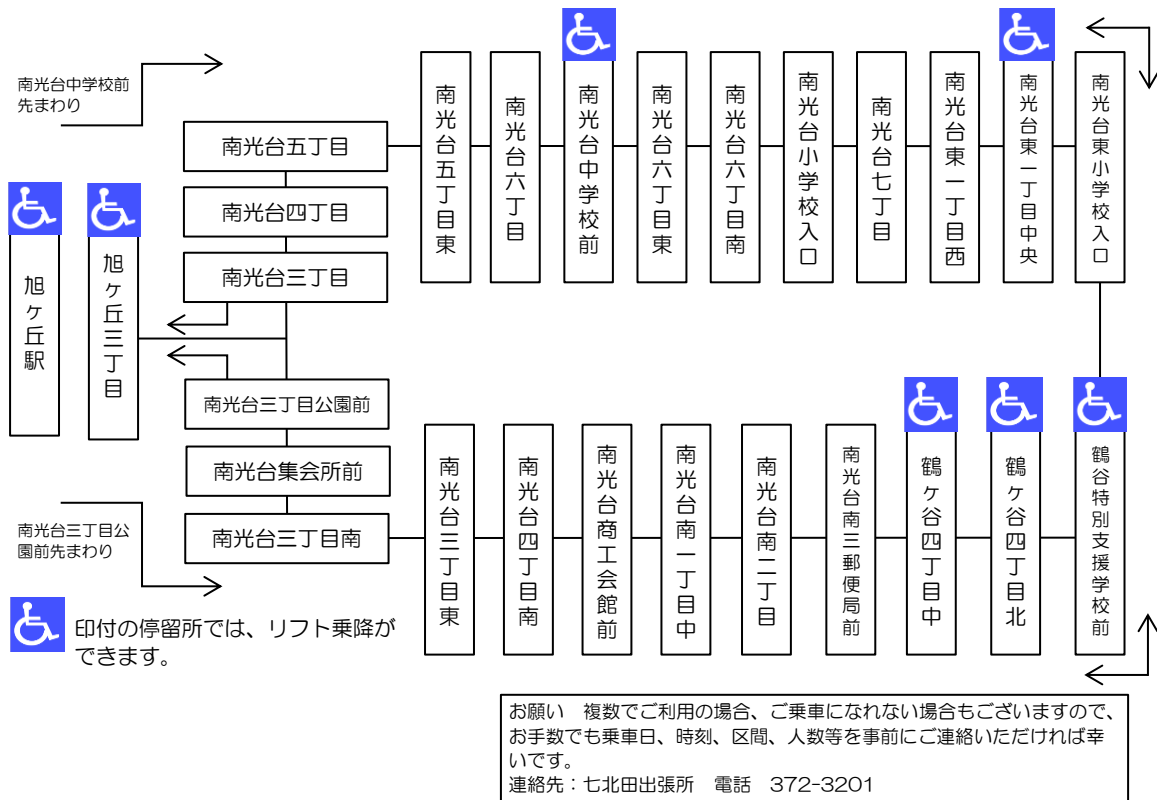 南光台中学校前
先まわり
南光台五丁目
南光台四丁目
南光台三丁目
旭ヶ丘駅
旭ヶ丘三丁目
南光台五丁目東
南光台六丁目
南光台中学校前
南光台六丁目東
南光台六丁目南
南光台小学校入口
南光台七丁目
南光台東一丁目西
南光台東一丁目中央
南光台東小学校入口
南光台三丁目公園前
南光台集会所前
南光台三丁目南
南光台三丁目公
園前先まわり
南光台三丁目東
南光台四丁目南
南光台商工会館前
南光台南一丁目中
南光台南二丁目
南光台南三郵便局前
鶴ケ谷四丁目中
鶴ケ谷四丁目北
鶴谷特別支援学校前
印付の停留所では、リフト乗降が
できます。
お願い　複数でご利用の場合、ご乗車になれない場合もございますので、
お手数でも乗車日、時刻、区間、人数等を事前にご連絡いただければ幸
いです。
連絡先：七北田出張所　電話　372-3201